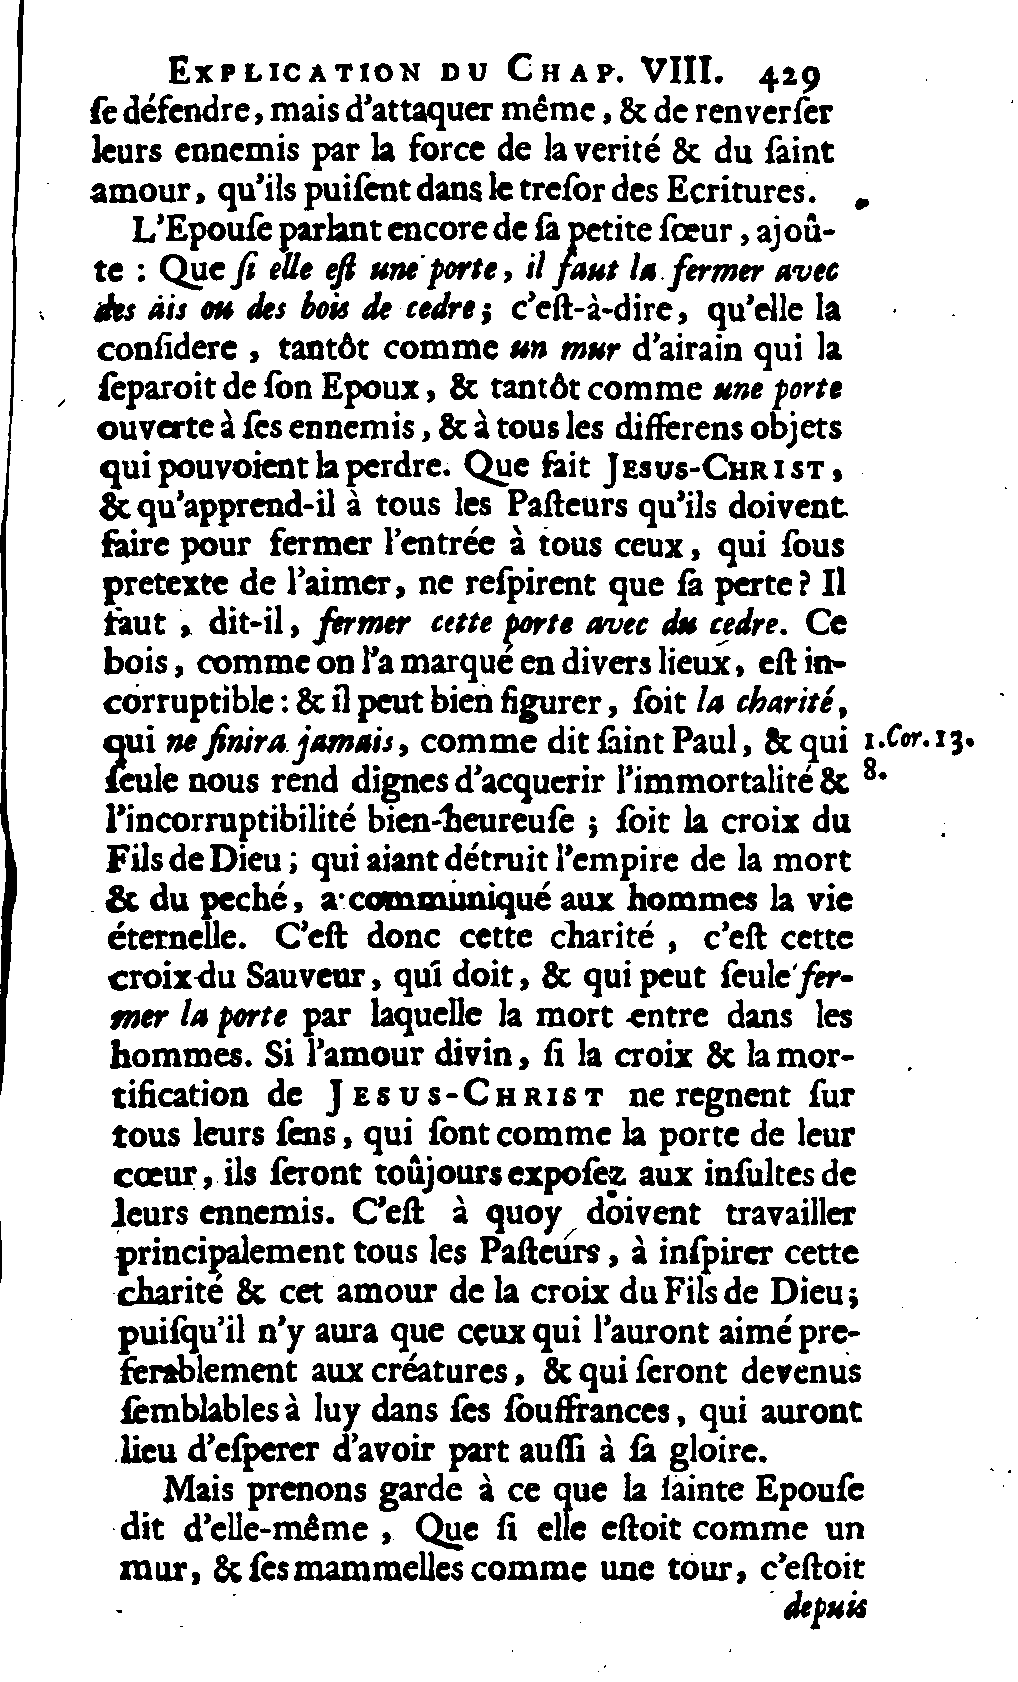 EXPLICATION DU CHAP. VIII. 429
ſe défendre, mais d'attaquer même, & de renverſer
leurs ennemis par la force de la verité & du ſaint
amour, qu'ils puiſent dans le treſor des Ecritures.
L'Epouſe parlant encore de ſa petite ſœur, ajoû-
te : Que ſi elle eſt une porte, il faut la fermer avec
des ais ou des bois de cedre; c'eſt-à-dire, qu'elle la
conſidere, tantôt comme un mur d'airain qui la
ſeparoit de ſon Epoux, & tantôt comme une porte
ouverte à ſes ennemis, & à tous les differens objets
qui pouvoient la perdre. Que fait JESUS-CHRIST,
& qu'apprend-il à tous les Paſteurs qu'ils doivent
faire pour fermer l'entrée à tous ceux, qui ſous
pretexte de l'aimer, ne reſpirent que ſa perte? Il
faut, dit-il, fermer cette porte avec du cedre. Ce
bois, comme on l'a marqué en divers lieux, eſt in-
corruptible : & il peut bien figurer, ſoit la charité,
qui ne finira jamais, comme dit ſaint Paul, & qui 1.Cor.13.
ſeule nous rend dignes d'acquerir l'immortalité & 8.
l'incorruptibilité bien-heureuſe ; ſoit la croix du
Fils de Dieu ; qui aiant détruit l'empire de la mort
& du peché, a communiqué aux hommes la vie
éternelle. C'eſt donc cette charité, c'eſt cette
croix du Sauveur, qui doit, & qui peut ſeule fer-
mer la porte par laquelle la mort entre dans les
hommes. Si l'amour divin, ſi la croix & la mor-
tification de JESUS-CHRIST ne regnent ſur
tous leurs ſens, qui ſont comme la porte de leur
cœur, ils ſeront toûjours expoſez aux inſultes de
leurs ennemis. C'eſt à quoy doivent travailler
principalement tous les Paſteurs, à inſpirer cette
charité & cet amour de la croix du Fils de Dieu;
puiſqu'il n'y aura que ceux qui l'auront aimé pre-
ferablement aux créatures, & qui ſeront devenus
ſemblables à luy dans ſes ſouffrances, qui auront
lieu d'eſperer d'avoir part auſſi à ſa gloire.
Mais prenons garde à ce que la ſainte Epouſe
dit d'elle-même, Que ſi elle eſtoit comme un
mur, & ſes mammelles comme une tour, c'eſtoit
depuis